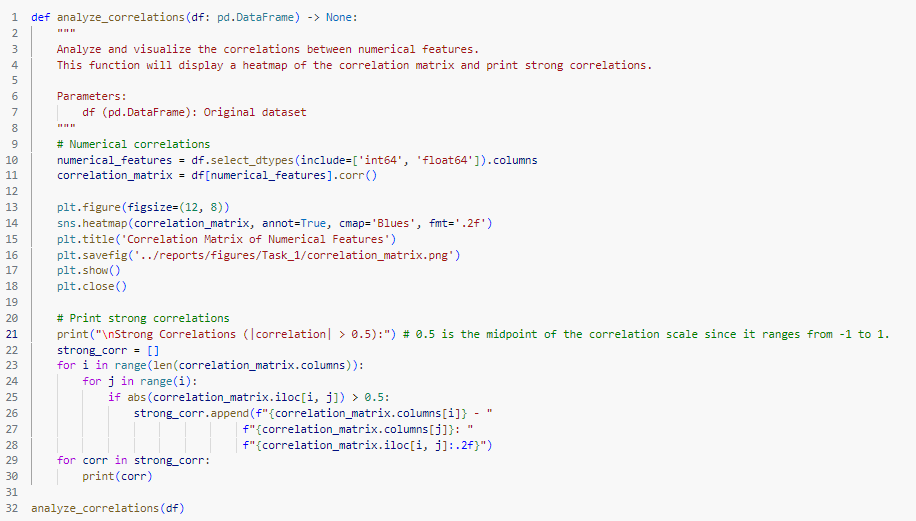 1 def analyze_correlations(df: pd.DataFrame) -> None:
2     """
3     Analyze and visualize the correlations between numerical features.
4     This function will display a heatmap of the correlation matrix and print strong correlations.
5
6     Parameters:
7         df (pd.DataFrame): Original dataset
8     """
9     # Numerical correlations
10     numerical_features = df.select_dtypes(include=['int64', 'float64']).columns
11     correlation_matrix = df[numerical_features].corr()
12
13     plt.figure(figsize=(12, 8))
14     sns.heatmap(correlation_matrix, annot=True, cmap='Blues', fmt='.2f')
15     plt.title('Correlation Matrix of Numerical Features')
16     plt.savefig('../reports/figures/Task_1/correlation_matrix.png')
17     plt.show()
18     plt.close()
19
20     # Print strong correlations
21     print("\nStrong Correlations (|correlation| > 0.5):") # 0.5 is the midpoint of the correlation scale since it ranges from -1 to 1.
22     strong_corr = []
23     for i in range(len(correlation_matrix.columns)):
24         for j in range(i):
25             if abs(correlation_matrix.iloc[i, j]) > 0.5:
26                 strong_corr.append(f"{correlation_matrix.columns[i]} - "
27                                  f"{correlation_matrix.columns[j]}: "
28                                  f"{correlation_matrix.iloc[i, j]:.2f}")
29     for corr in strong_corr:
30         print(corr)
31
32 analyze_correlations(df)